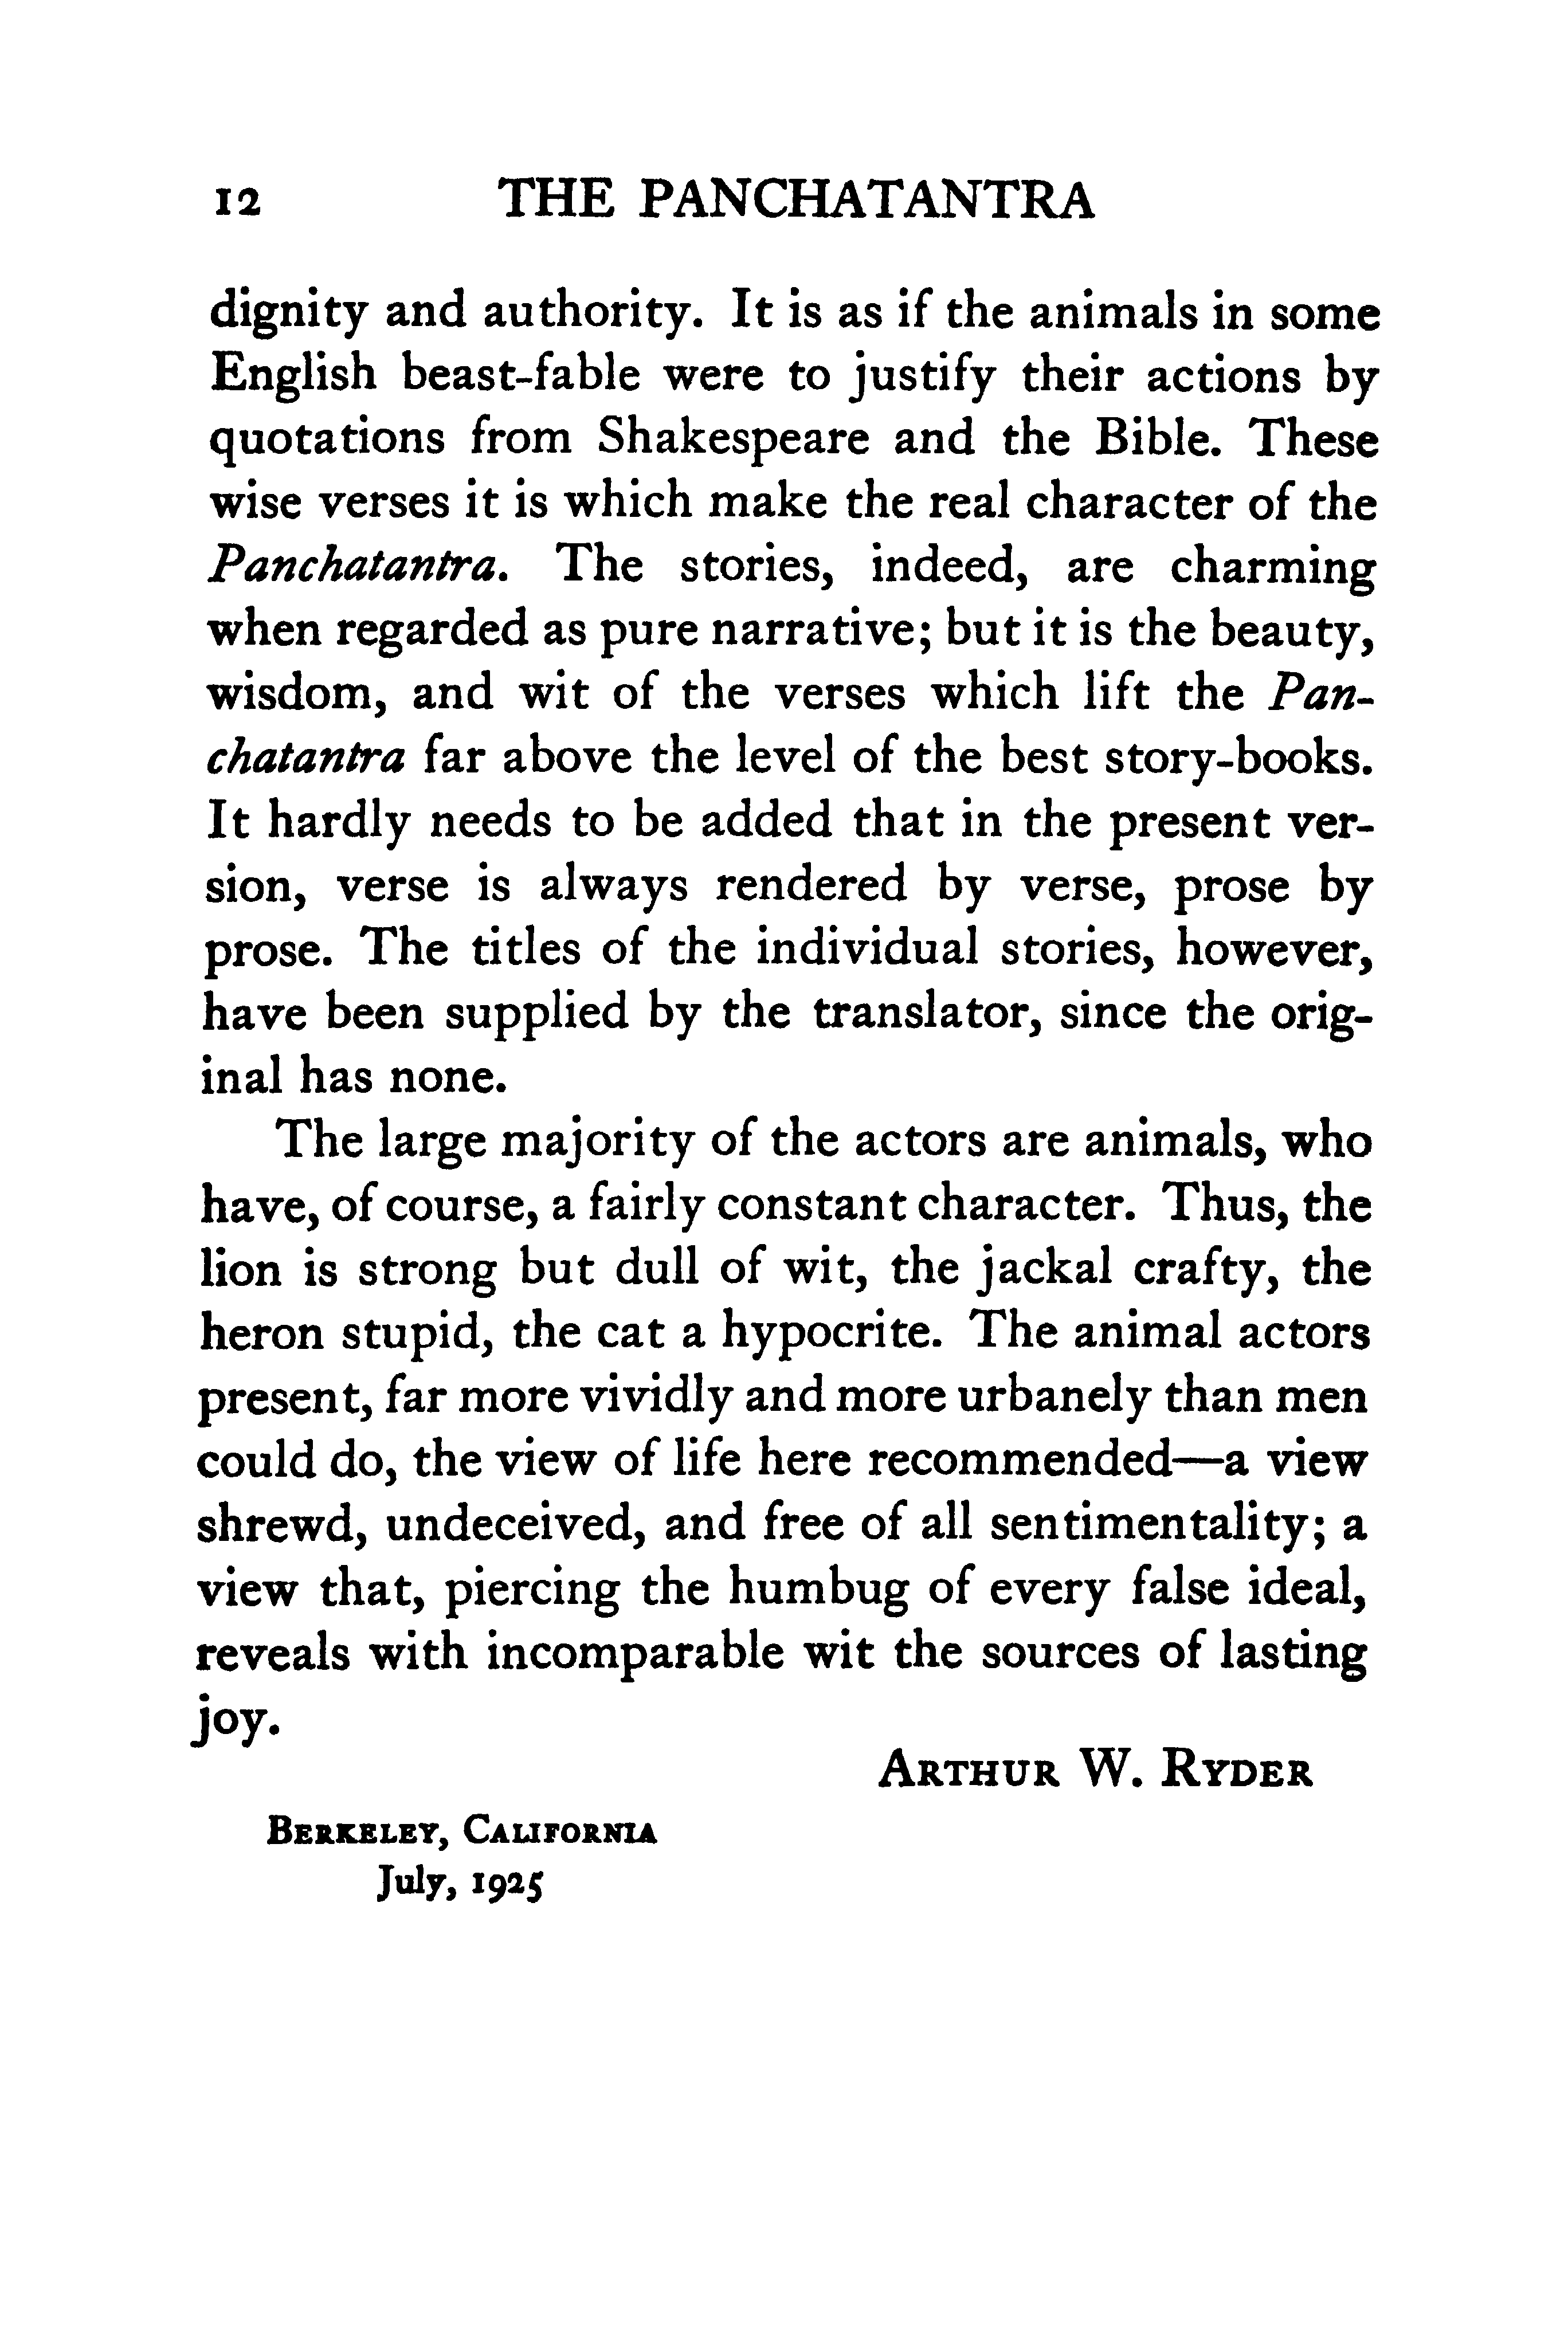 12 THE PANCHATANTRA
dignity and authority. It is as if the animals in some
English beast-fable were to justify their actions by
quotations from Shakespeare and the Bible. These
wise verses it is which make the real character of the
Panchatantra. The stories, indeed, are charming
when regarded as pure narrative; but it is the beauty,
wisdom, and wit of the verses which lift the Pan-
chatantra far above the level of the best story-books.
It hardly needs to be added that in the present ver-
sion, verse is always rendered by verse, prose by
prose. The titles of the individual stories, however,
have been supplied by the translator, since the orig-
inal has none.
The large majority of the actors are animals, who
have, of course, a fairly constant character. Thus, the
lion is strong but dull of wit, the jackal crafty, the
heron stupid, the cat a hypocrite. The animal actors
present, far more vividly and more urbanely than men
could do, the view of life here recommended—a view
shrewd, undeceived, and free of all sentimentality; a
view that, piercing the humbug of every false ideal,
reveals with incomparable wit the sources of lasting
joy.
ARTHUR W. RYDER
BERKELEY, CALIFORNIA
July, 1925